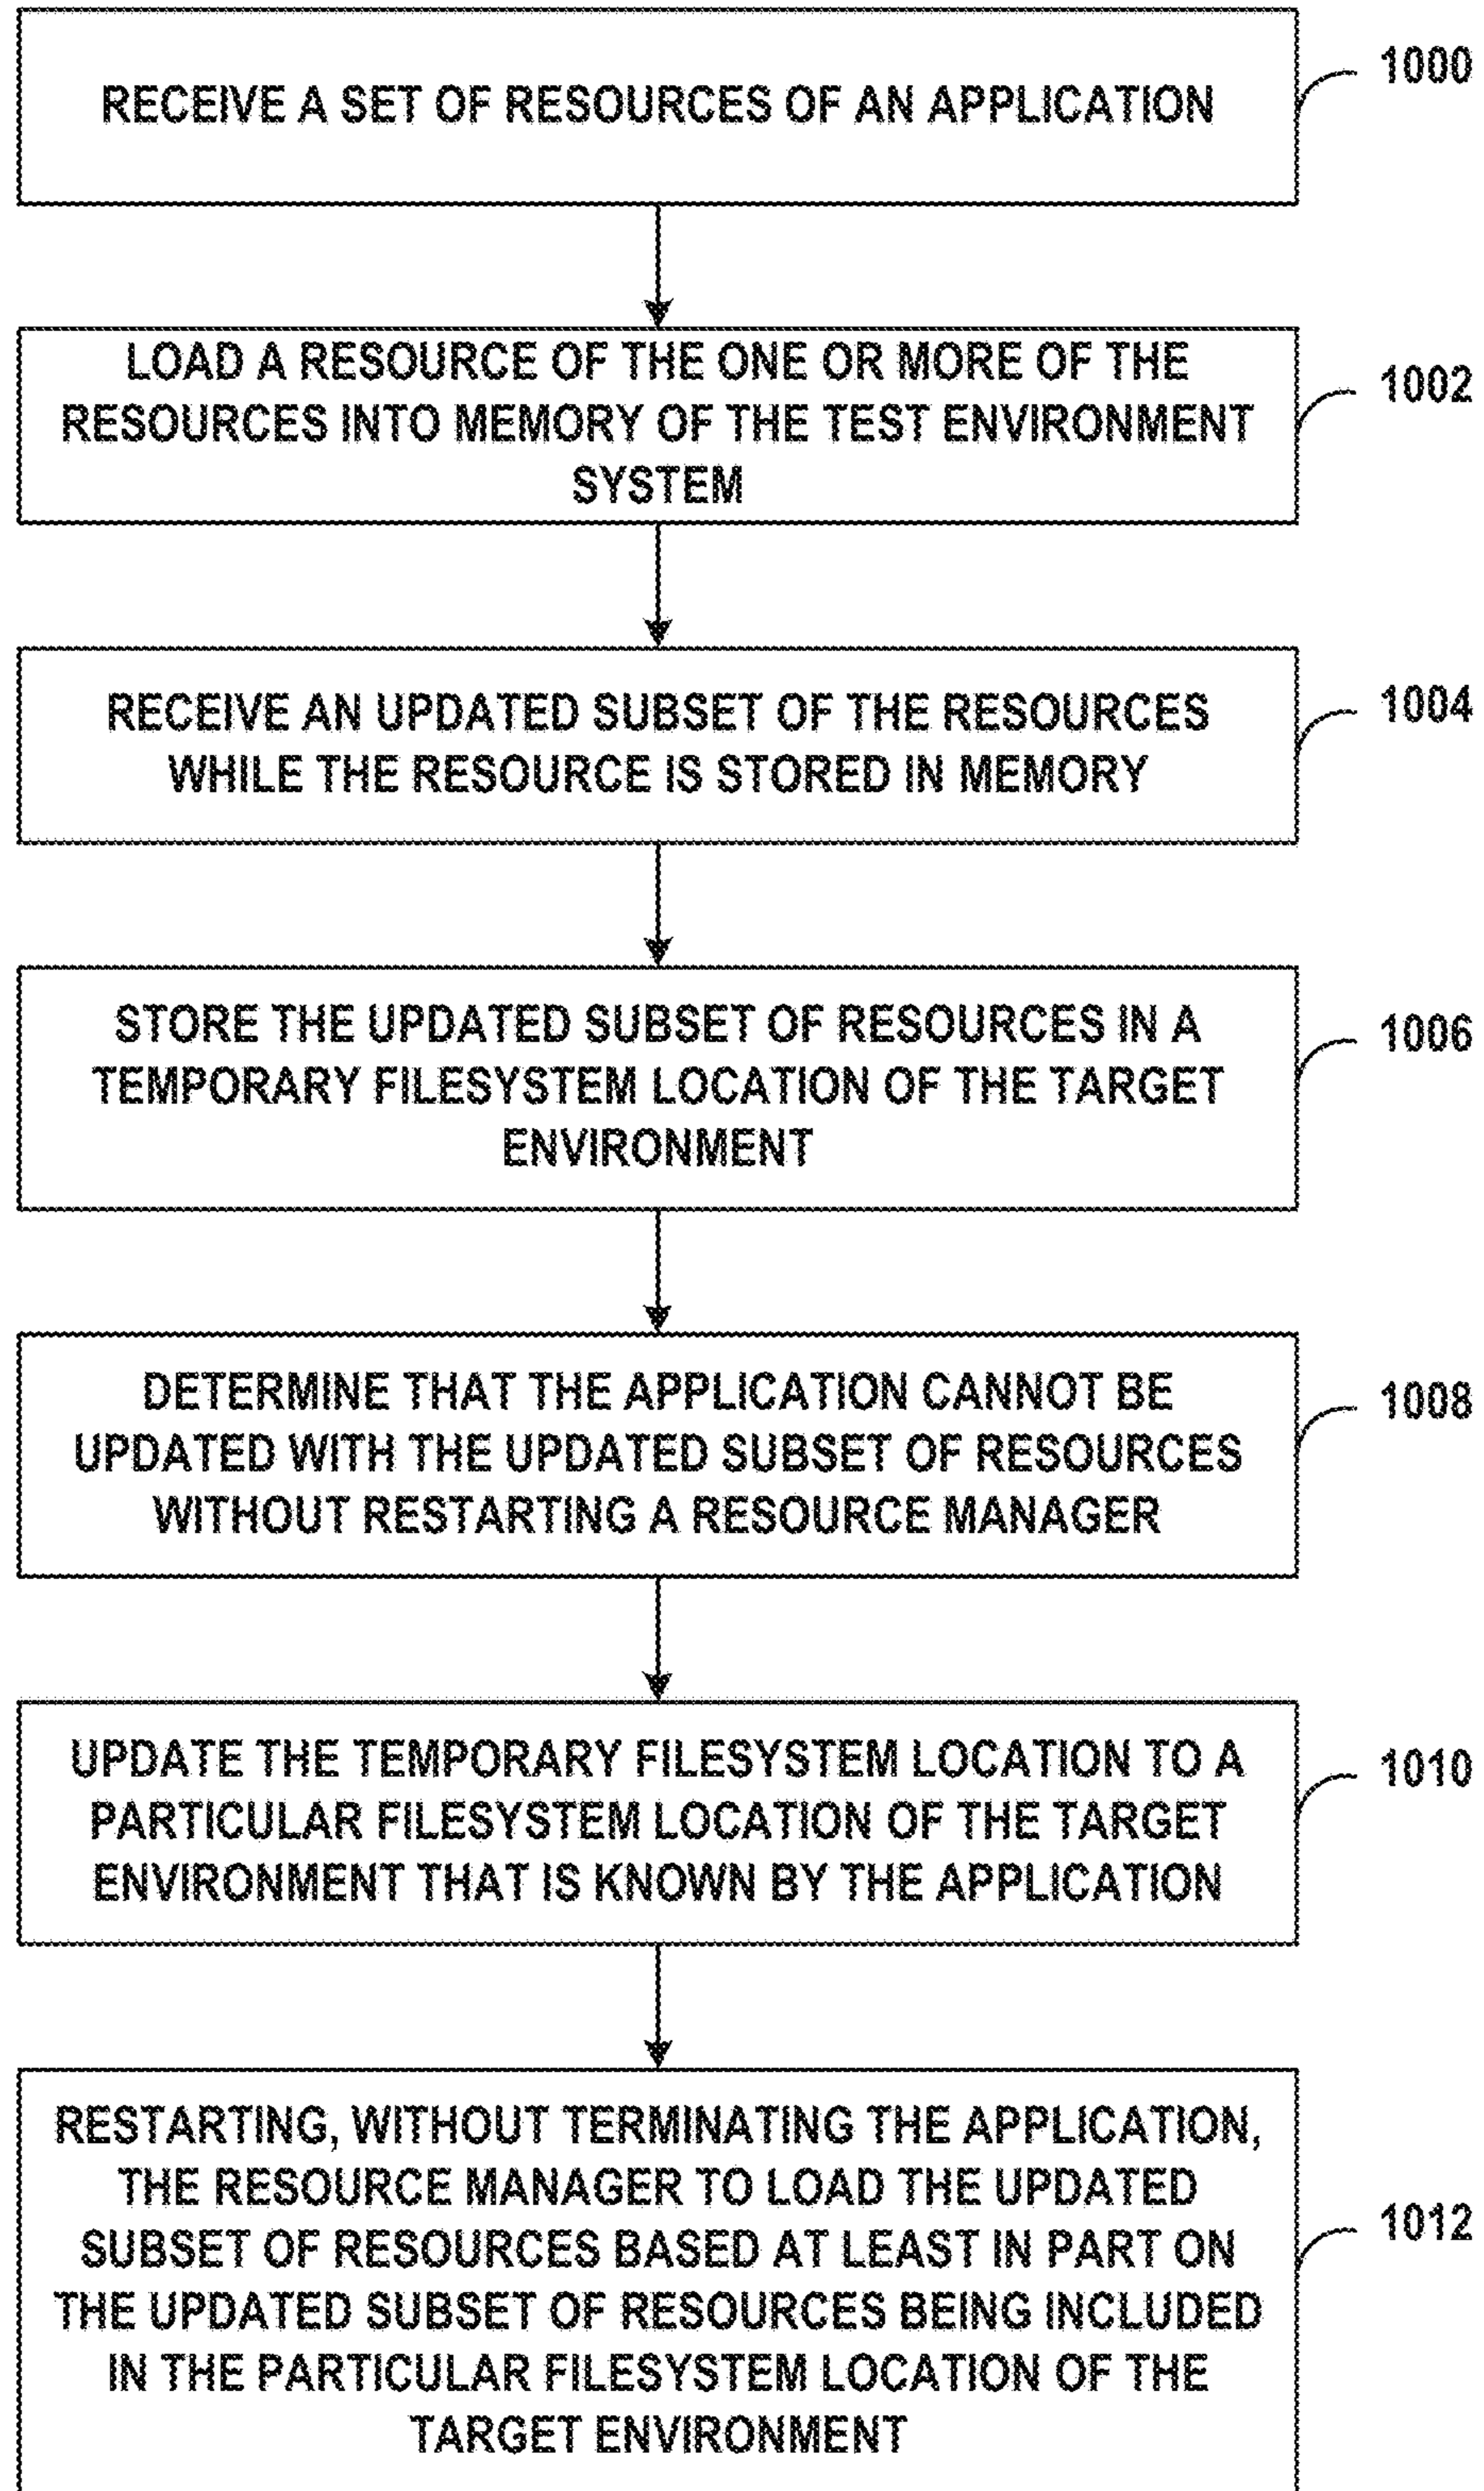 RECEIVE A SET OF RESOURCES OF AN APPLICATION
1000
LOAD A RESOURCE OF THE ONE OR MORE OF THE
RESOURCES INTO MEMORY OF THE TEST ENVIRONMENT
SYSTEM
1002
RECEIVE AN UPDATED SUBSET OF THE RESOURCES
WHILE THE RESOURCE IS STORED IN MEMORY
1004
STORE THE UPDATED SUBSET OF RESOURCES IN A
TEMPORARY FILESYSTEM LOCATION OF THE TARGET
ENVIRONMENT
1006
DETERMINE THAT THE APPLICATION CANNOT BE
UPDATED WITH THE UPDATED SUBSET OF RESOURCES
WITHOUT RESTARTING A RESOURCE MANAGER
1008
UPDATE THE TEMPORARY FILESYSTEM LOCATION TO A
PARTICULAR FILESYSTEM LOCATION OF THE TARGET
ENVIRONMENT THAT IS KNOWN BY THE APPLICATION
1010
RESTARTING, WITHOUT TERMINATING THE APPLICATION,
THE RESOURCE MANAGER TO LOAD THE UPDATED
SUBSET OF RESOURCES BASED AT LEAST IN PART ON
THE UPDATED SUBSET OF RESOURCES BEING INCLUDED
IN THE PARTICULAR FILESYSTEM LOCATION OF THE
TARGET ENVIRONMENT
1012